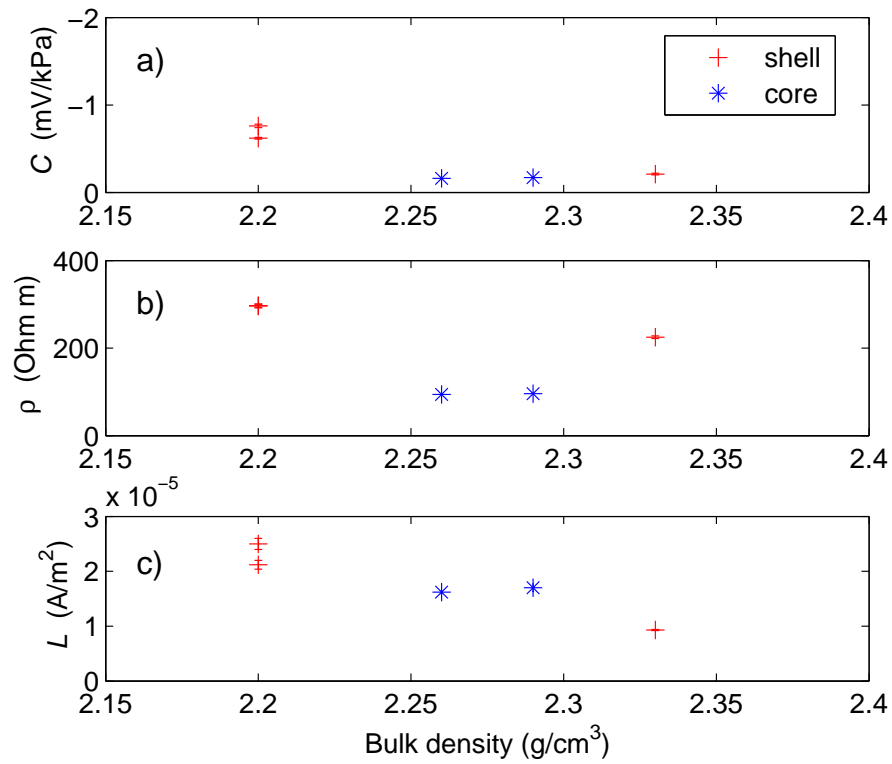 −2
−1
0
C (mV/kPa)
a)
shell
core
2.15 2.2 2.25 2.3 2.35 2.4
400
200
0
ρ (Ohm m)
b)
2.15 2.2 2.25 2.3 2.35 2.4
x 10⁻⁵
3
2
1
0
L (A/m²)
c)
2.15 2.2 2.25 2.3 2.35 2.4
Bulk density (g/cm³)